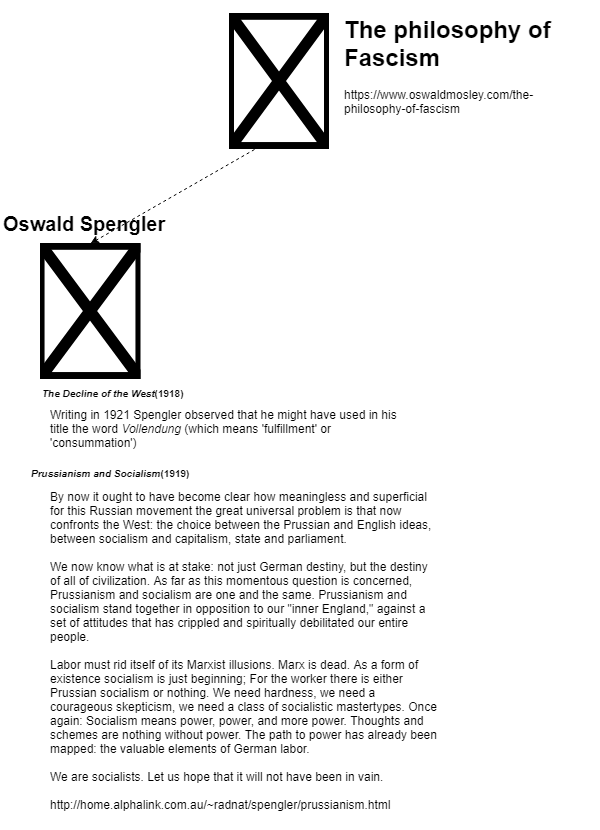 The philosophy of
Fascism
https://www.oswaldmosley.com/the-
philosophy-of-fascism
Oswald Spengler
The Decline of the West(1918)
Writing in 1921 Spengler observed that he might have used in his
title the word Vollendung (which means 'fulfillment' or
'consummation')
Prussianism and Socialism(1919)
By now it ought to have become clear how meaningless and superficial
for this Russian movement the great universal problem is that now
confronts the West: the choice between the Prussian and English ideas,
between socialism and capitalism, state and parliament.
We now know what is at stake: not just German destiny, but the destiny
of all of civilization. As far as this momentous question is concerned,
Prussianism and socialism are one and the same. Prussianism and
socialism stand together in opposition to our "inner England," against a
set of attitudes that has crippled and spiritually debilitated our entire
people.
Labor must rid itself of its Marxist illusions. Marx is dead. As a form of
existence socialism is just beginning; For the worker there is either
Prussian socialism or nothing. We need hardness, we need a
courageous skepticism, we need a class of socialistic mastertypes. Once
again: Socialism means power, power, and more power. Thoughts and
schemes are nothing without power. The path to power has already been
mapped: the valuable elements of German labor.
We are socialists. Let us hope that it will not have been in vain.
http://home.alphalink.com.au/~radnat/spengler/prussianism.html